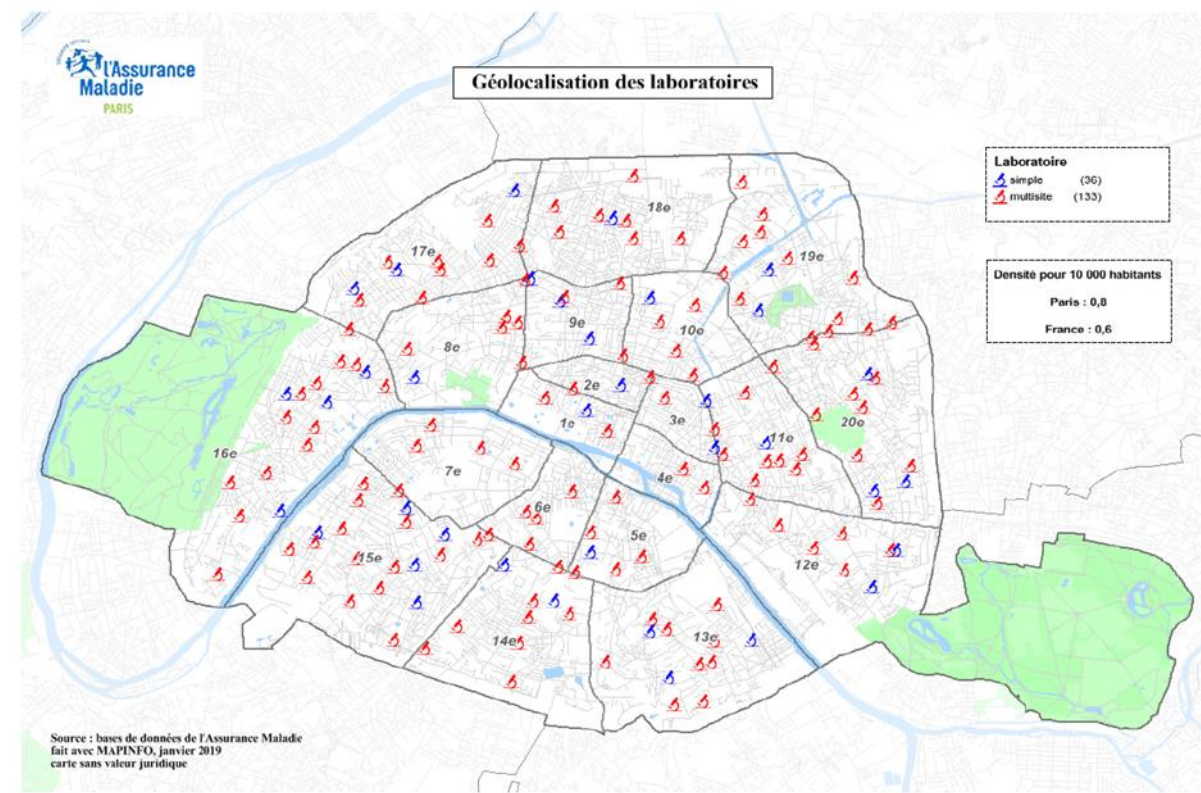 l'Assurance
Maladie
PARIS
Géolocalisation des laboratoires
Laboratoire
simple (36)
multisite (133)
Densité pour 10 000 habitants
Paris : 0,8
France : 0,6
18e
17e
19e
9e
10e
8e
2e
1e
3e
11e
20e
16e
7e
4e
6e
5e
15e
12e
14e
13e
Source : bases de données de l'Assurance Maladie
fait avec MAPINFO, janvier 2019
carte sans valeur juridique